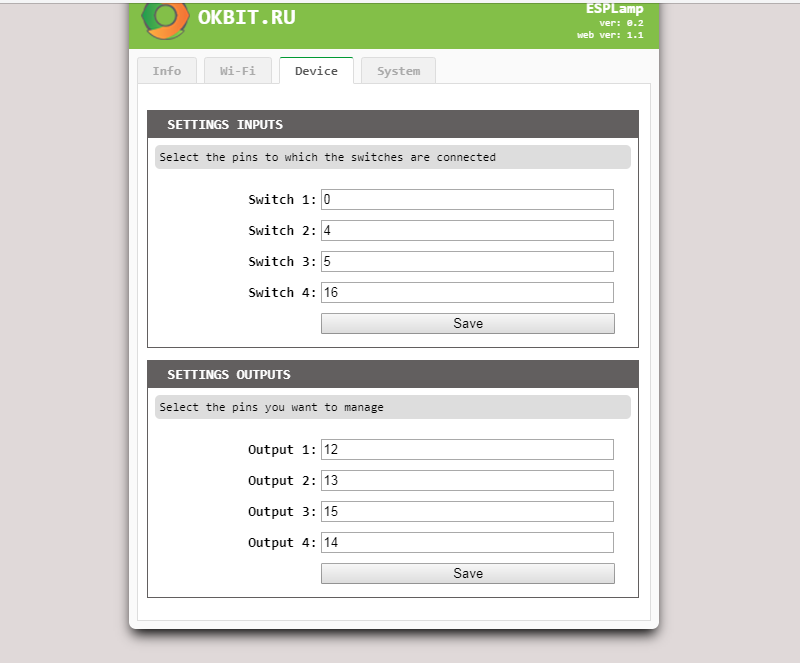 OKBIT.RU
ESPLamp
ver: 0.2
web ver: 1.1
Info Wi-Fi Device System
SETTINGS INPUTS
Select the pins to which the switches are connected
Switch 1: 0
Switch 2: 4
Switch 3: 5
Switch 4: 16
Save
SETTINGS OUTPUTS
Select the pins you want to manage
Output 1: 12
Output 2: 13
Output 3: 15
Output 4: 14
Save